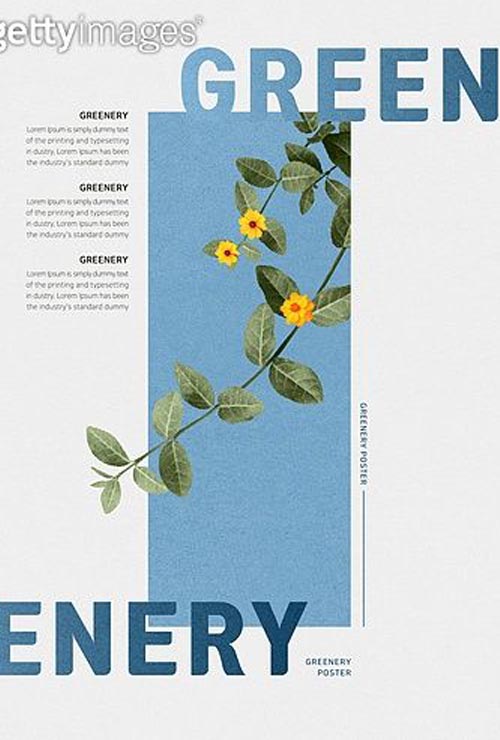 gettyimages®
GREEN
GREENERY
Lorem Ipsum is simply dummy text
of the printing and typesetting
in dustry. Lorem Ipsum has been
the industry's standard dummy
GREENERY
Lorem Ipsum is simply dummy text
of the printing and typesetting
in dustry. Lorem Ipsum has been
the industry's standard dummy
GREENERY
Lorem Ipsum is simply dummy text
of the printing and typesetting
in dustry. Lorem Ipsum has been
the industry's standard dummy
GREENERY POSTER
ENERY
GREENERY
POSTER